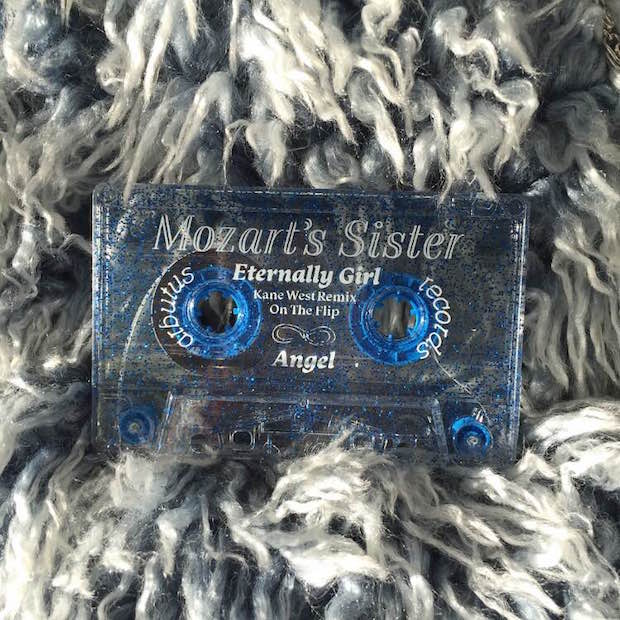 Mozart's Sister
Eternally Girl
Kane West Remix
On The Flip
arbutus
records
Angel